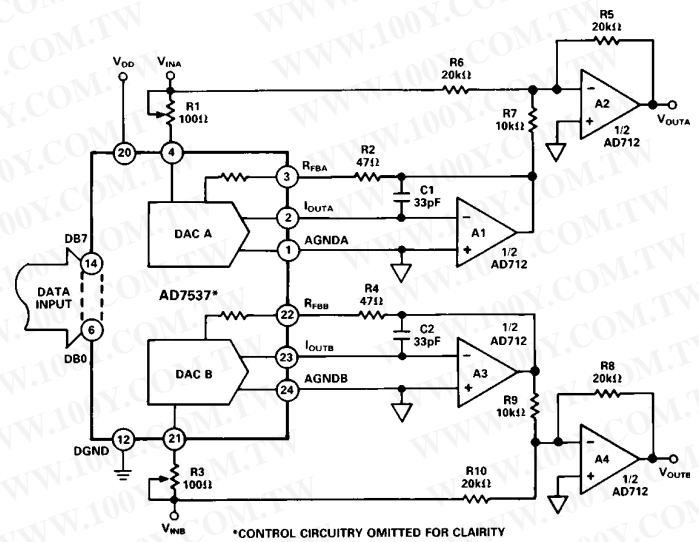 R5
20kΩ
VDD
VINA
R6
20kΩ
R1
100Ω
R7
10kΩ
−
+
A2
VOUTA
1/2
AD712
20
4
R2
47Ω
3
RFBA
C1
33pF
DAC A
2
IOUTA
−
+
A1
1/2
AD712
1
AGNDA
DB7
14
DATA
INPUT
AD7537*
6
DB0
22
RFBB
R4
47Ω
C2
33pF
1/2
AD712
DAC B
23
IOUTB
−
+
A3
24
AGNDB
R8
20kΩ
R9
10kΩ
DGND
12
21
−
+
A4
VOUTB
1/2
AD712
R3
100Ω
R10
20kΩ
VINB
*CONTROL CIRCUITRY OMITTED FOR CLAIRITY
WWW.100Y.COM.TW